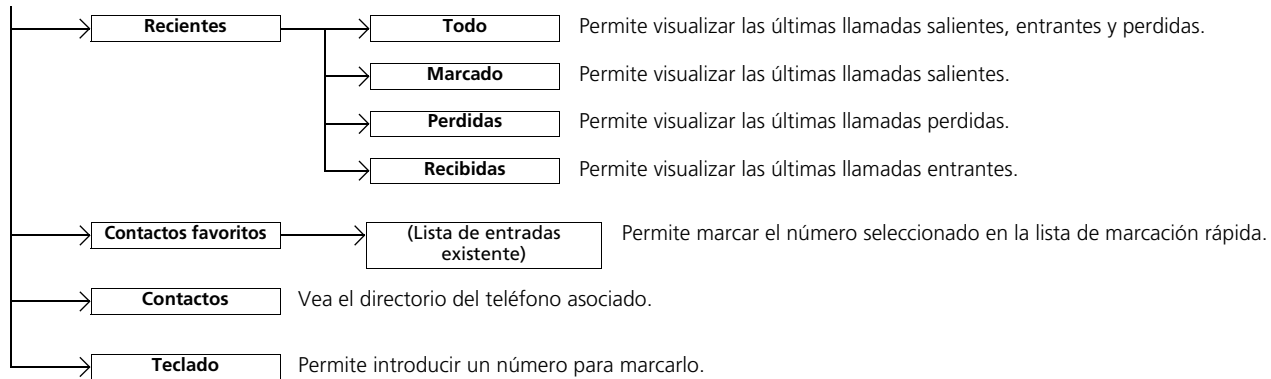 Recientes
Todo
Permite visualizar las últimas llamadas salientes, entrantes y perdidas.
Marcado
Permite visualizar las últimas llamadas salientes.
Perdidas
Permite visualizar las últimas llamadas perdidas.
Recibidas
Permite visualizar las últimas llamadas entrantes.
Contactos favoritos
(Lista de entradas
existente)
Permite marcar el número seleccionado en la lista de marcación rápida.
Contactos
Vea el directorio del teléfono asociado.
Teclado
Permite introducir un número para marcarlo.